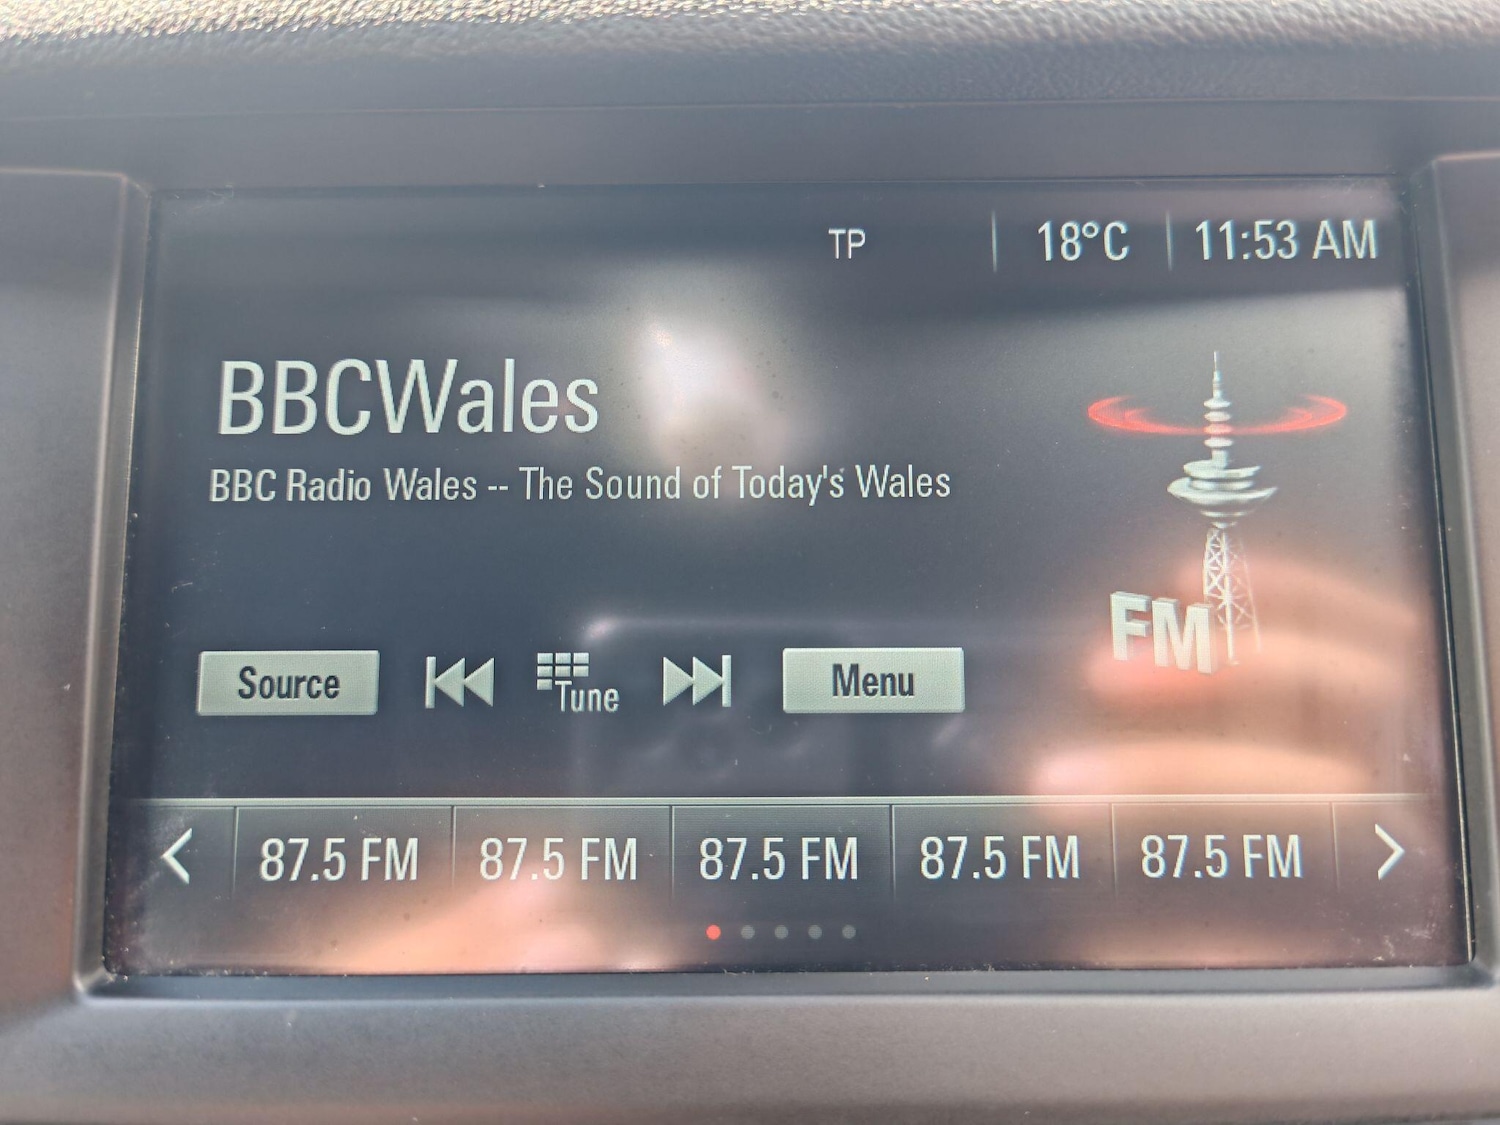 TP 18°C 11:53 AM
BBCWales
BBC Radio Wales -- The Sound of Today's Wales
FM
Source Tune Menu
87.5 FM 87.5 FM 87.5 FM 87.5 FM 87.5 FM